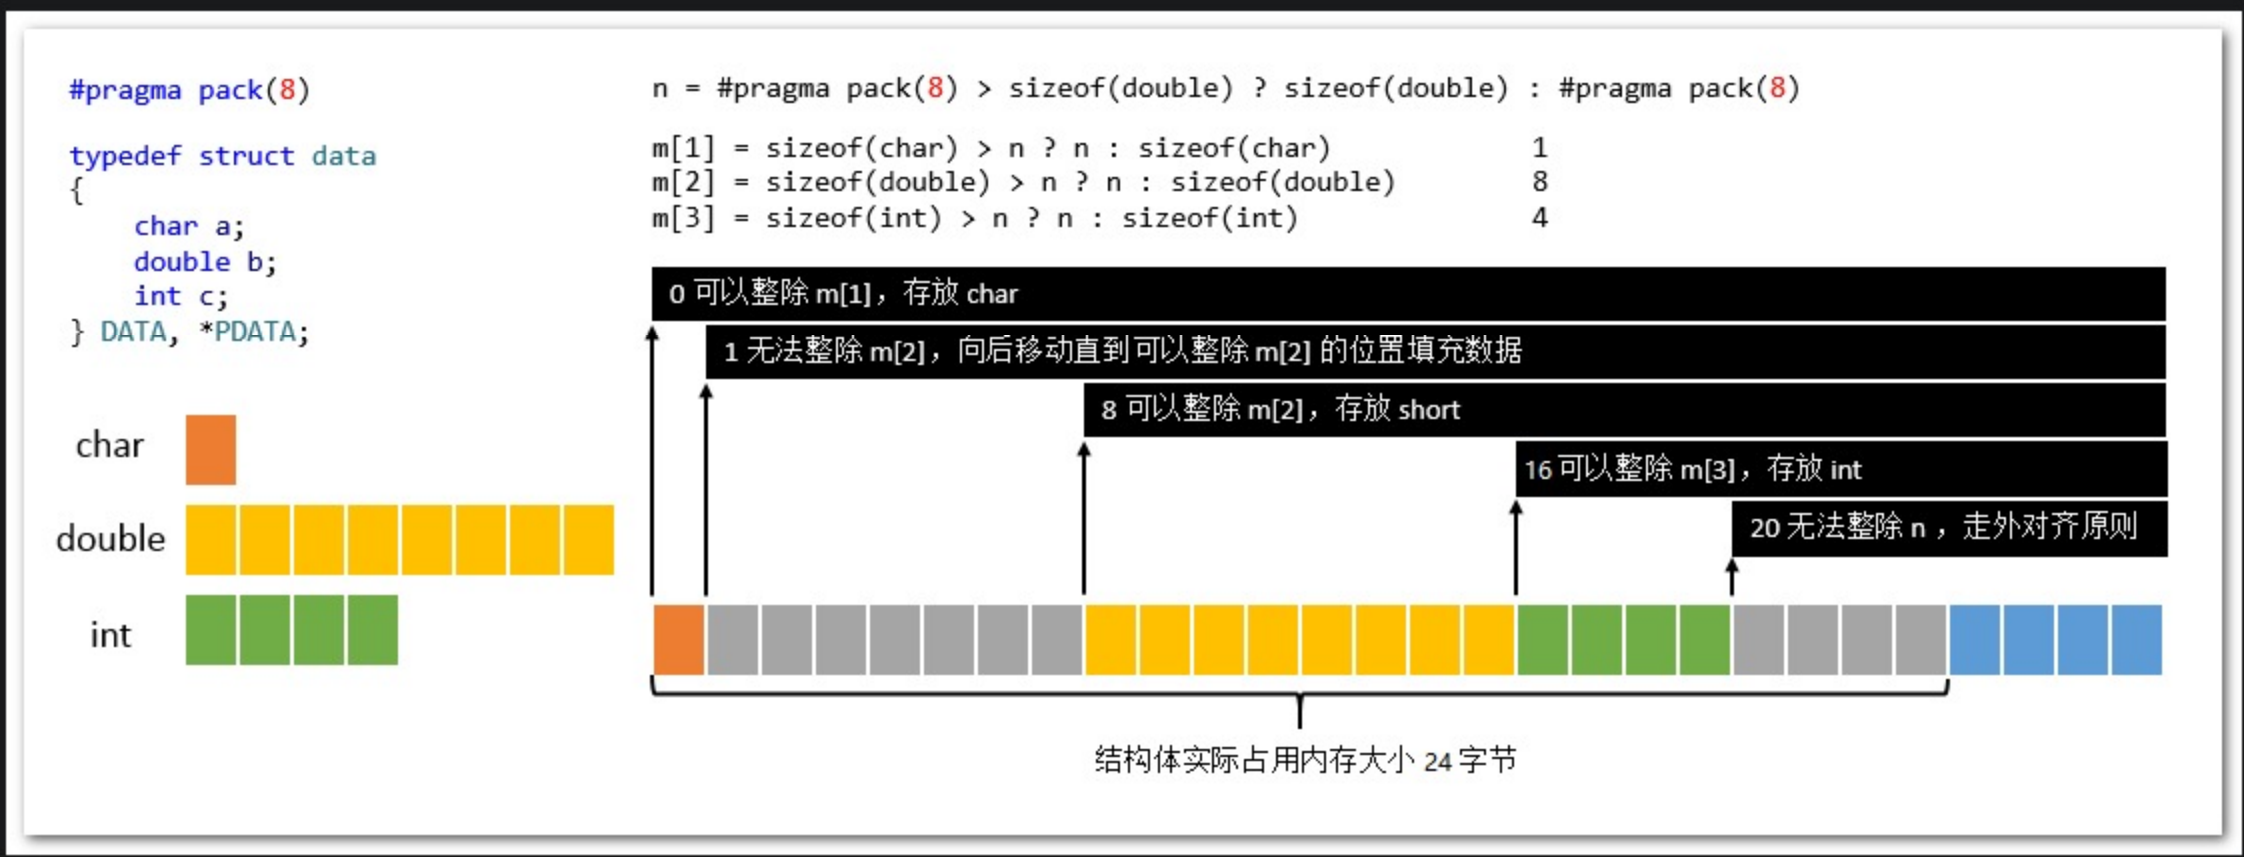 #pragma pack(8)
typedef struct data
{
char a;
double b;
int c;
} DATA, *PDATA;
n = #pragma pack(8) > sizeof(double) ? sizeof(double) : #pragma pack(8)
m[1] = sizeof(char) > n ? n : sizeof(char) 1
m[2] = sizeof(double) > n ? n : sizeof(double) 8
m[3] = sizeof(int) > n ? n : sizeof(int) 4
0 可以整除 m[1]，存放 char
1 无法整除 m[2]，向后移动直到可以整除 m[2] 的位置填充数据
8 可以整除 m[2]，存放 short
16 可以整除 m[3]，存放 int
20 无法整除 n ，走外对齐原则
char
double
int
结构体实际占用内存大小 24 字节